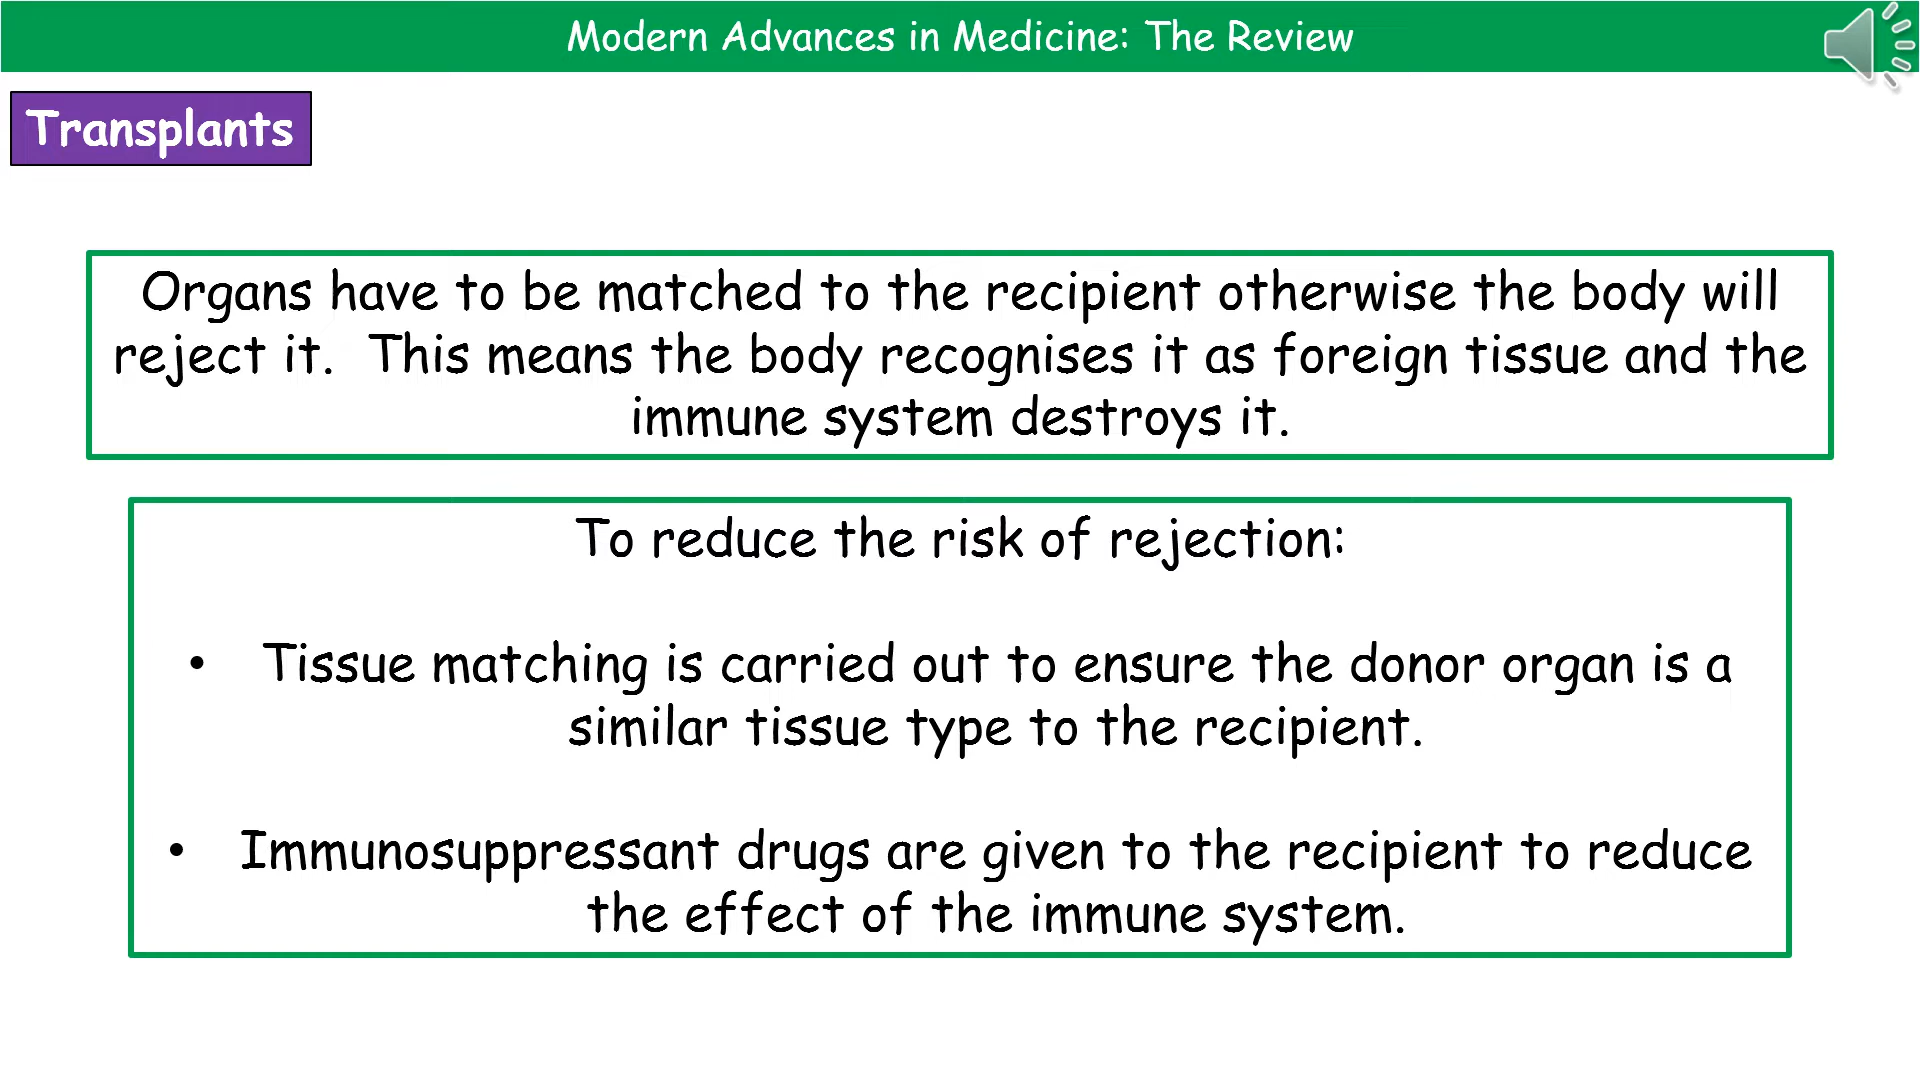 Modern Advances in Medicine: The Review
Transplants
Organs have to be matched to the recipient otherwise the body will
reject it.  This means the body recognises it as foreign tissue and the
immune system destroys it.
To reduce the risk of rejection:
• Tissue matching is carried out to ensure the donor organ is a
similar tissue type to the recipient.
• Immunosuppressant drugs are given to the recipient to reduce
the effect of the immune system.